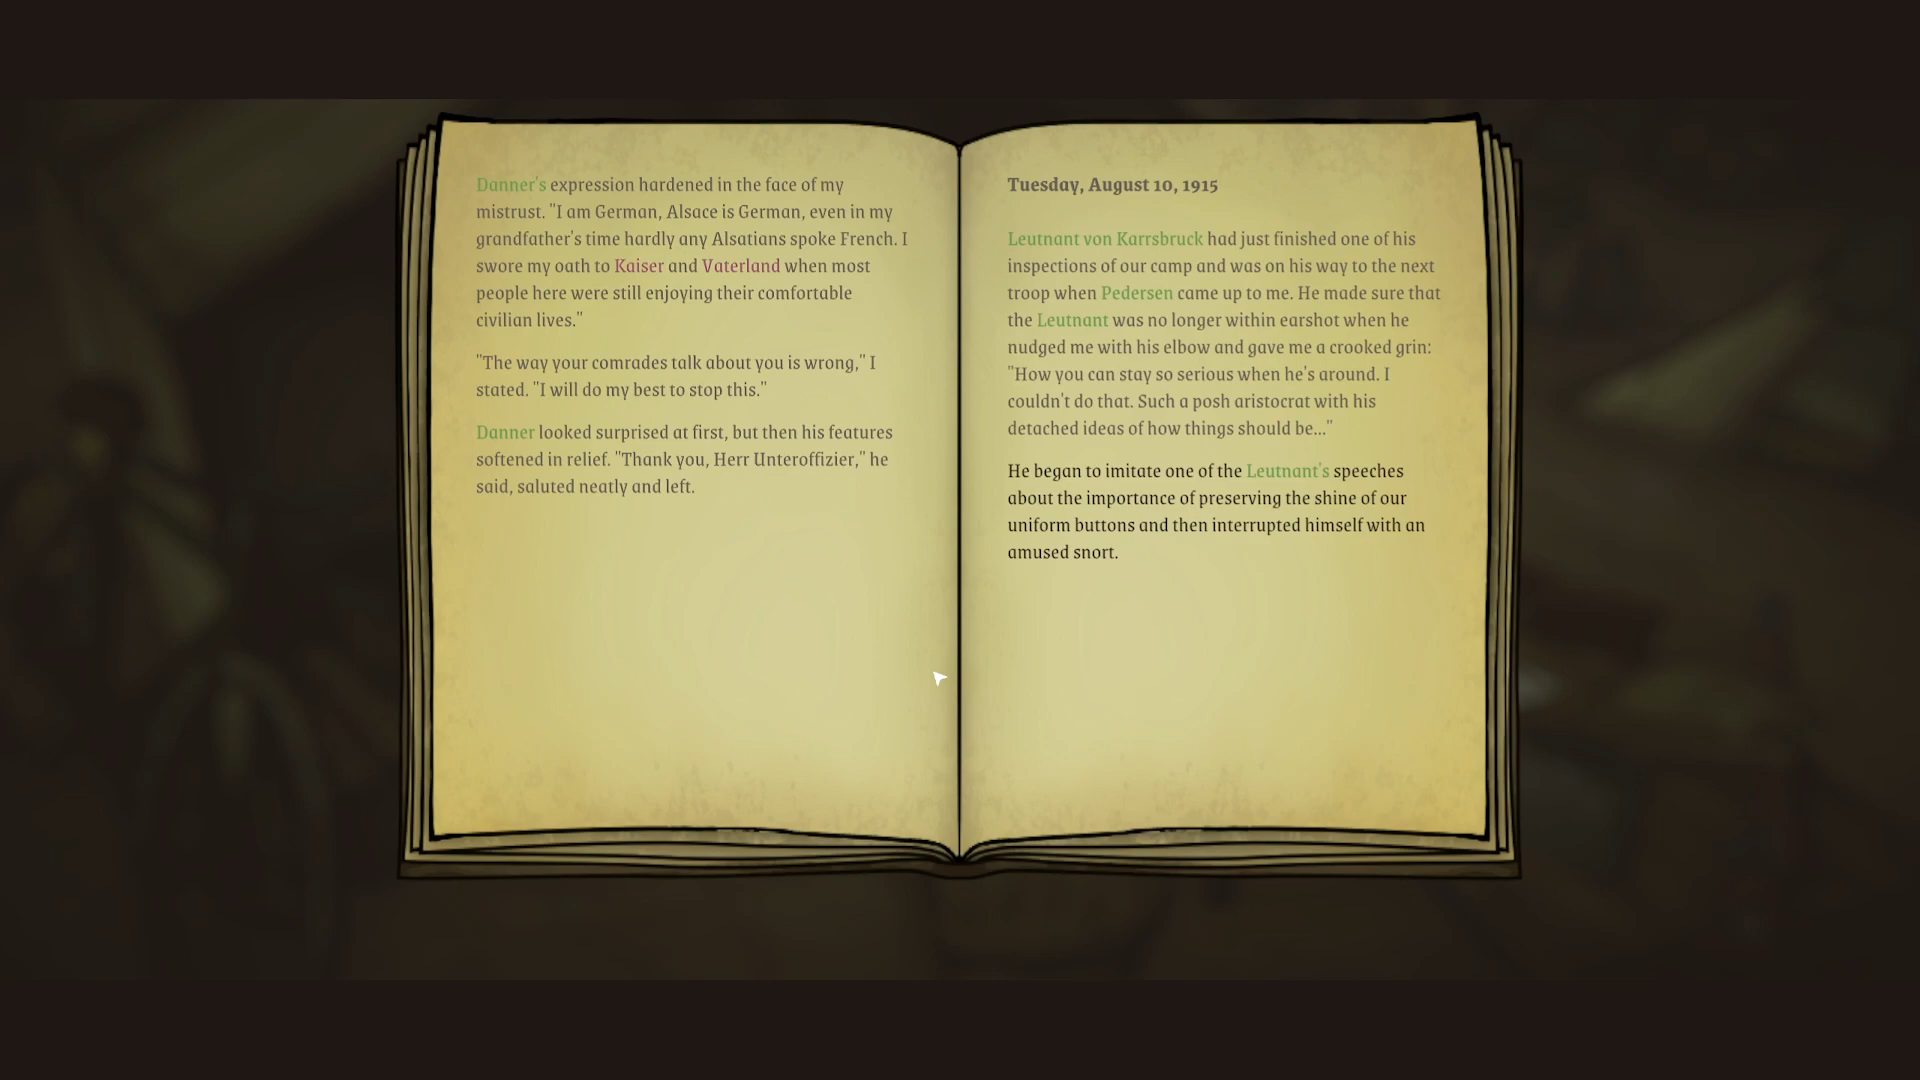 Danner's expression hardened in the face of my
mistrust. "I am German, Alsace is German, even in my
grandfather's time hardly any Alsatians spoke French. I
swore my oath to Kaiser and Vaterland when most
people here were still enjoying their comfortable
civilian lives."
"The way your comrades talk about you is wrong," I
stated. "I will do my best to stop this."
Danner looked surprised at first, but then his features
softened in relief. "Thank you, Herr Unteroffizier," he
said, saluted neatly and left.
Tuesday, August 10, 1915
Leutnant von Karrsbruck had just finished one of his
inspections of our camp and was on his way to the next
troop when Pedersen came up to me. He made sure that
the Leutnant was no longer within earshot when he
nudged me with his elbow and gave me a crooked grin:
"How you can stay so serious when he's around. I
couldn't do that. Such a posh aristocrat with his
detached ideas of how things should be..."
He began to imitate one of the Leutnant's speeches
about the importance of preserving the shine of our
uniform buttons and then interrupted himself with an
amused snort.